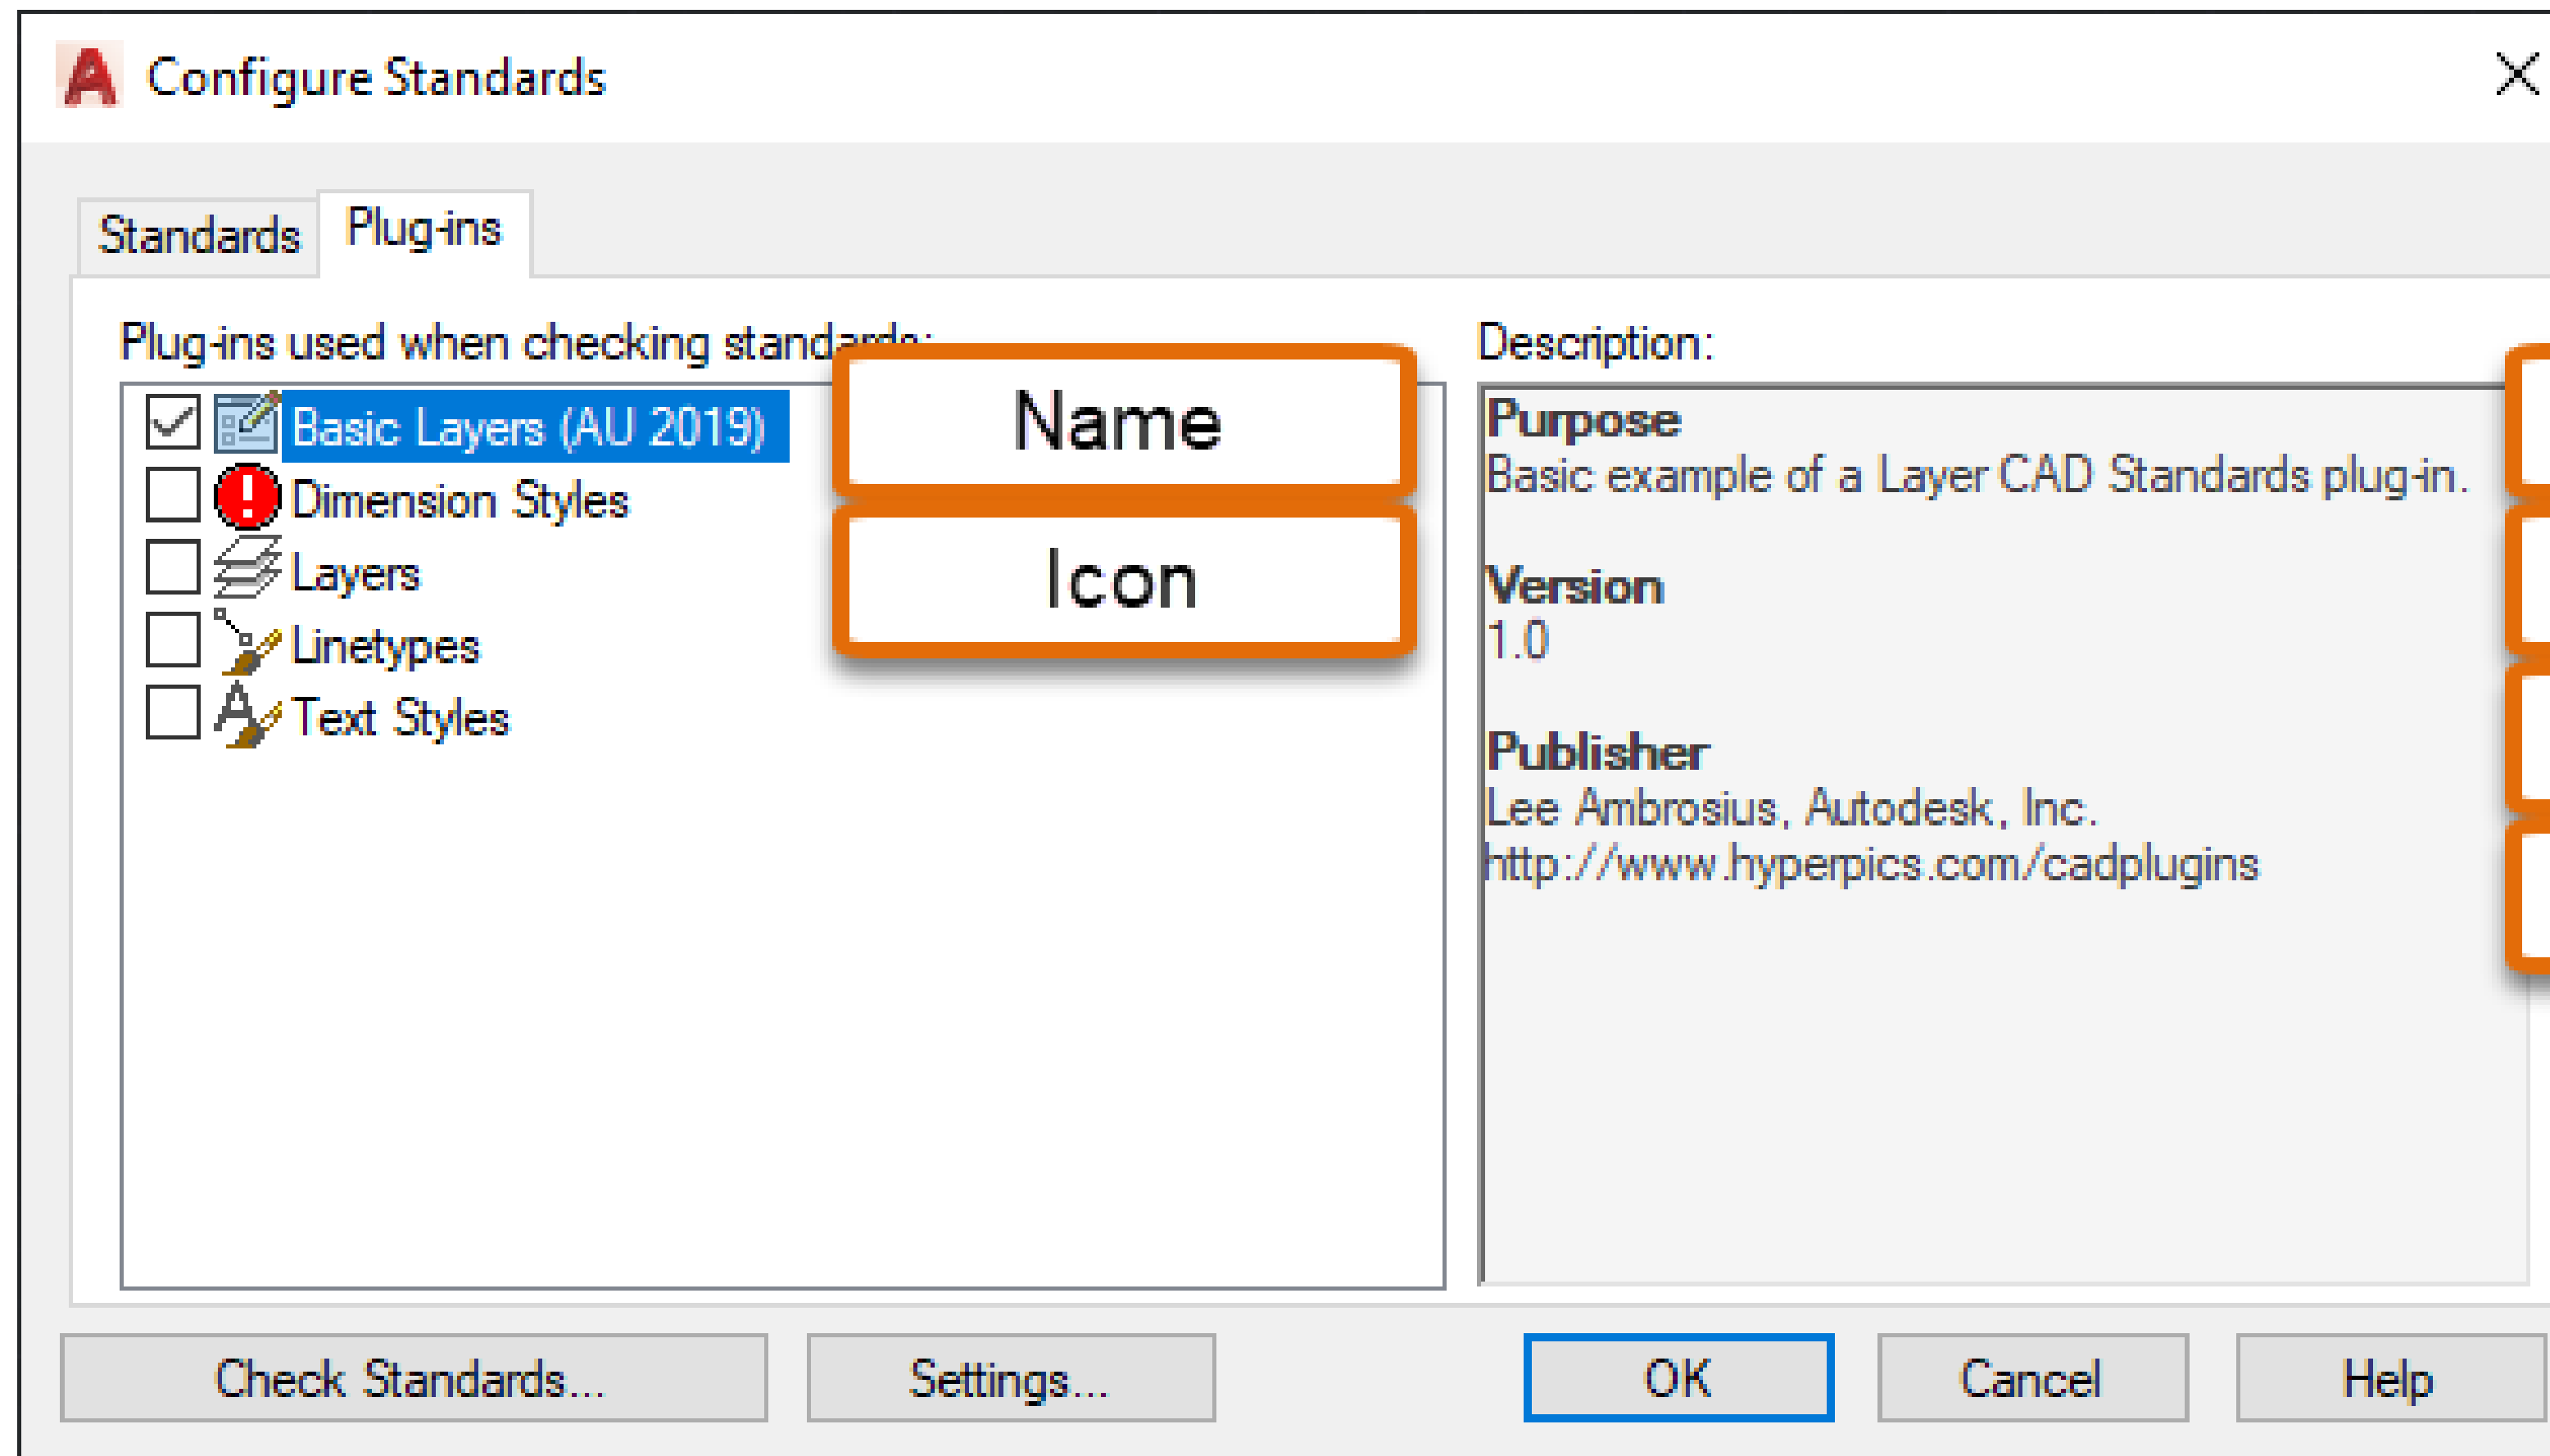 Configure Standards
Standards
Plug-ins
Plug-ins used when checking standards:
Basic Layers (AU 2019)
Dimension Styles
Layers
Linetypes
Text Styles
Name
Icon
Description:
Purpose
Basic example of a Layer CAD Standards plug-in.
Version
1.0
Publisher
Lee Ambrosius, Autodesk, Inc.
http://www.hyperpics.com/cadplugins
Check Standards...
Settings...
OK
Cancel
Help